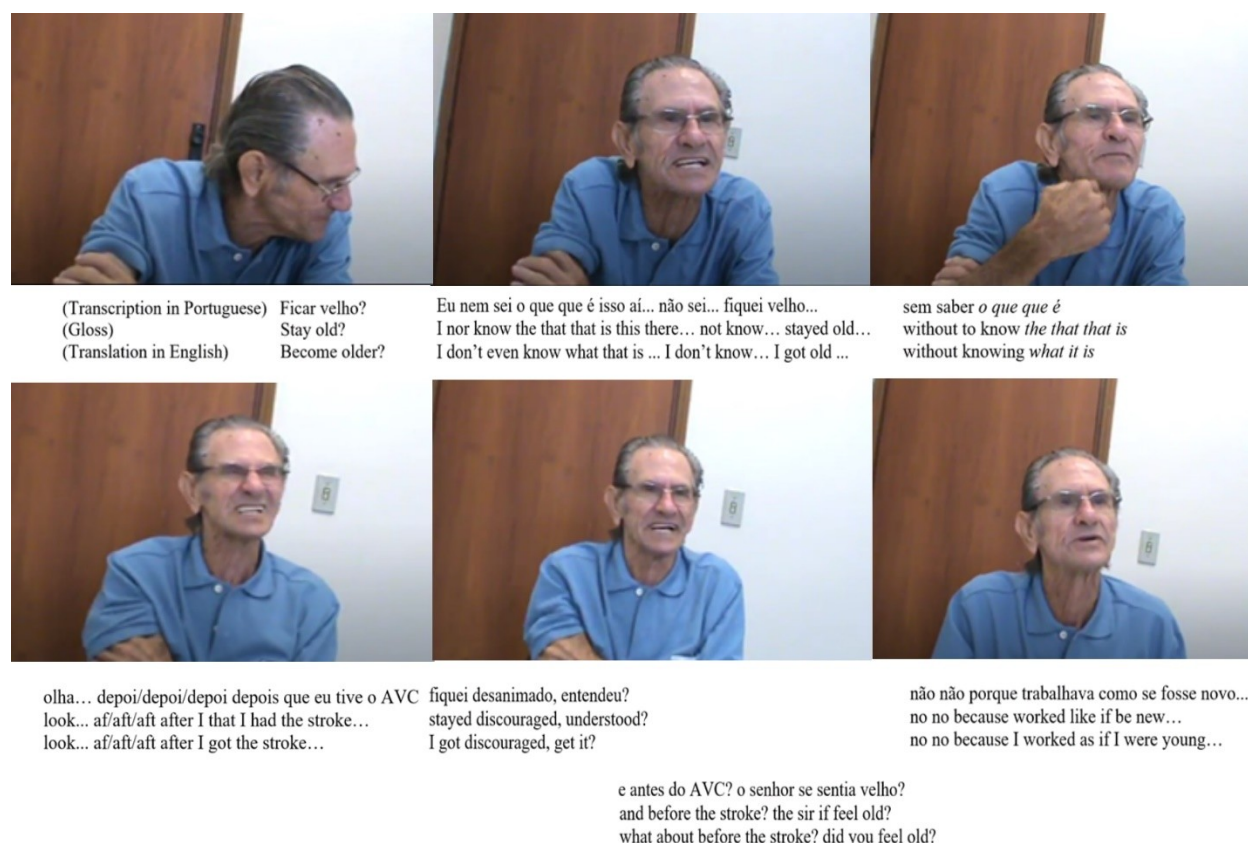 (Transcription in Portuguese) Ficar velho?
(Gloss) Stay old?
(Translation in English) Become older?
Eu nem sei o que que é isso aí... não sei... fiquei velho...
I nor know the that that is this there… not know… stayed old…
I don’t even know what that is ... I don’t know… I got old ...
sem saber o que que é
without to know the that that is
without knowing what it is
olha… depoi/depoi/depoi depois que eu tive o AVC
look... af/aft/aft after I that I had the stroke…
look... af/aft/aft after I got the stroke…
fiquei desanimado, entendeu?
stayed discouraged, understood?
I got discouraged, get it?
não não porque trabalhava como se fosse novo...
no no because worked like if be new…
no no because I worked as if I were young…
e antes do AVC? o senhor se sentia velho?
and before the stroke? the sir if feel old?
what about before the stroke? did you feel old?